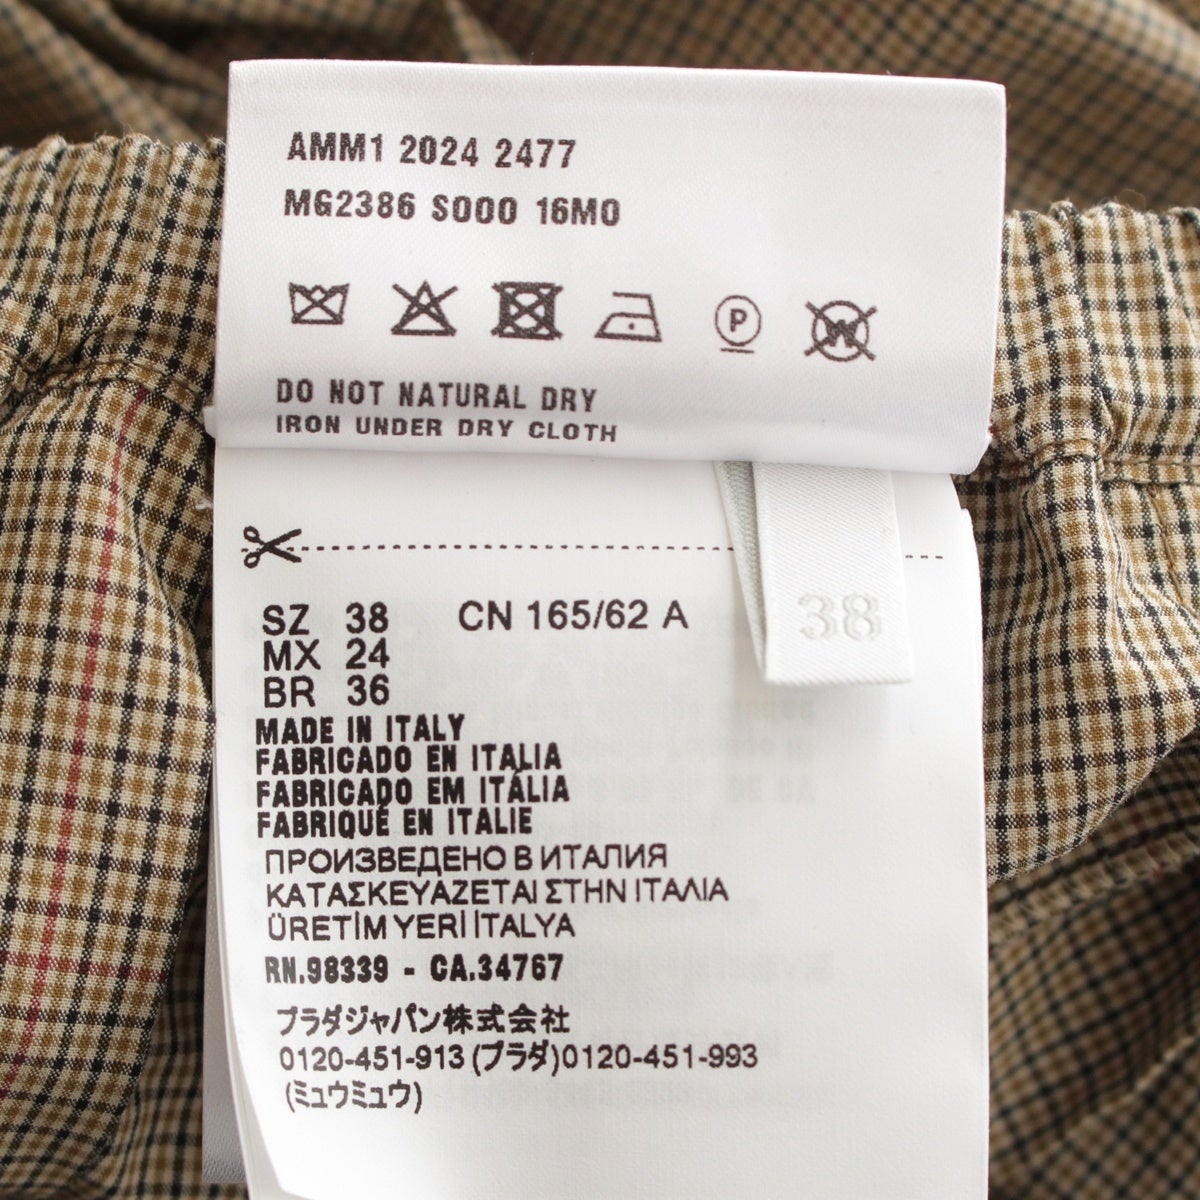 AMM1 2024 2477
MG2386 S000 16M0
P
W
DO NOT NATURAL DRY
IRON UNDER DRY CLOTH
SZ 38 CN 165/62 A
38
MX 24
BR 36
MADE IN ITALY
FABRICADO EN ITALIA
FABRICADO EM ITÁLIA
FABRIQUÉ EN ITALIE
ПРОИЗВЕДЕНО В ИТАЛИЯ
ΚΑΤΑΣΚΕΥΑΖΕΤΑΙ ΣΤΗΝ ΙΤΑΛΙΑ
ÜRETİM YERİ İTALYA
RN.98339 - CA.34767
プラダジャパン株式会社
0120-451-913 (プラダ)0120-451-993
(ミュウミュウ)